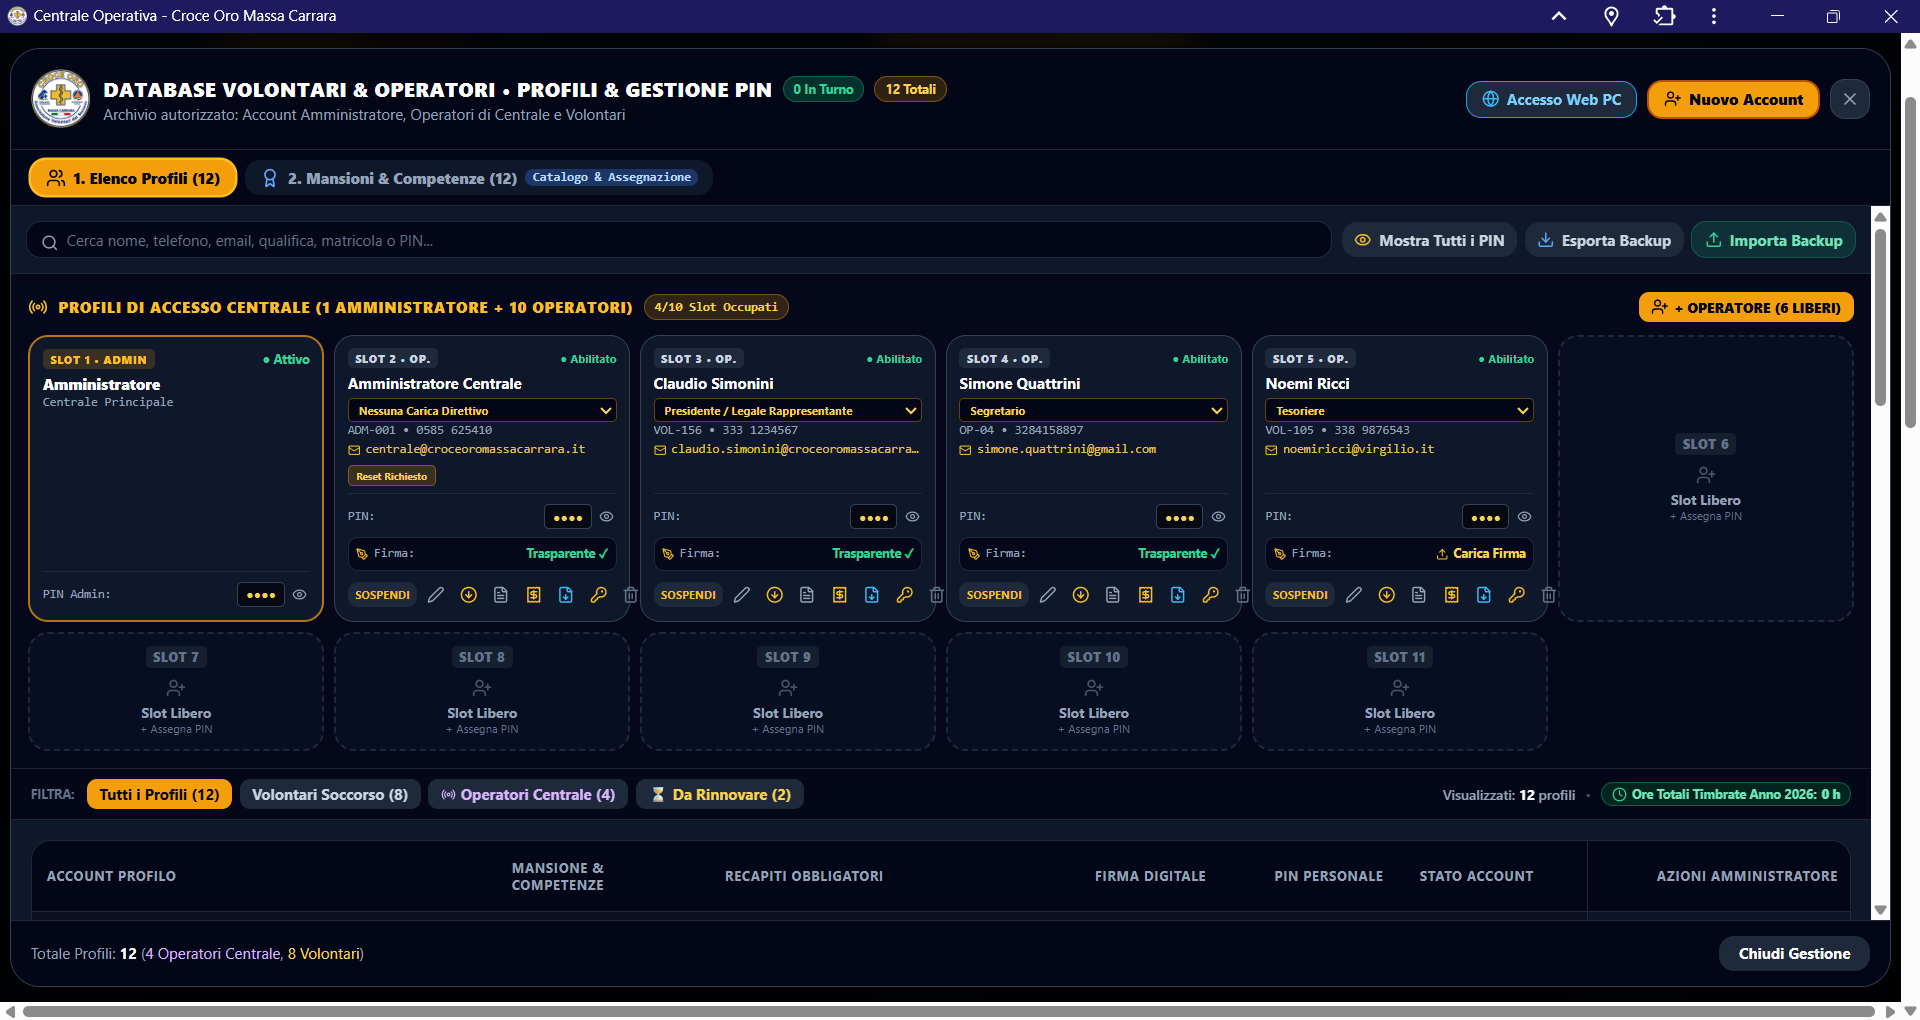 Centrale Operativa - Croce Oro Massa Carrara
DATABASE VOLONTARI & OPERATORI • PROFILI & GESTIONE PIN
0 In Turno
12 Totali
Archivio autorizzato: Account Amministratore, Operatori di Centrale e Volontari
Accesso Web PC
Nuovo Account
1. Elenco Profili (12)
2. Mansioni & Competenze (12)
Catalogo & Assegnazione
Cerca nome, telefono, email, qualifica, matricola o PIN...
Mostra Tutti i PIN
Esporta Backup
Importa Backup
PROFILI DI ACCESSO CENTRALE (1 AMMINISTRATORE + 10 OPERATORI)
4/10 Slot Occupati
+ OPERATORE (6 LIBERI)
SLOT 1 • ADMIN
• Attivo
Amministratore
Centrale Principale
PIN Admin:
••••
SLOT 2 • OP.
• Abilitato
Amministratore Centrale
Nessuna Carica Direttivo
ADM-001 • 0585 625410
centrale@croceoromassacarrara.it
Reset Richiesto
PIN:
••••
Firma:
Trasparente ✓
SOSPENDI
SLOT 3 • OP.
• Abilitato
Claudio Simonini
Presidente / Legale Rappresentante
VOL-156 • 333 1234567
claudio.simonini@croceoromassacarra...
PIN:
••••
Firma:
Trasparente ✓
SOSPENDI
SLOT 4 • OP.
• Abilitato
Simone Quattrini
Segretario
OP-04 • 3284158897
simone.quattrini@gmail.com
PIN:
••••
Firma:
Trasparente ✓
SOSPENDI
SLOT 5 • OP.
• Abilitato
Noemi Ricci
Tesoriere
VOL-105 • 338 9876543
noemiricci@virgilio.it
PIN:
••••
Firma:
Carica Firma
SOSPENDI
SLOT 6
Slot Libero
+ Assegna PIN
SLOT 7
Slot Libero
+ Assegna PIN
SLOT 8
Slot Libero
+ Assegna PIN
SLOT 9
Slot Libero
+ Assegna PIN
SLOT 10
Slot Libero
+ Assegna PIN
SLOT 11
Slot Libero
+ Assegna PIN
FILTRA:
Tutti i Profili (12)
Volontari Soccorso (8)
Operatori Centrale (4)
Da Rinnovare (2)
Visualizzati: 12 profili
•
Ore Totali Timbrate Anno 2026: 0 h
ACCOUNT PROFILO
MANSIONE &
COMPETENZE
RECAPITI OBBLIGATORI
FIRMA DIGITALE
PIN PERSONALE
STATO ACCOUNT
AZIONI AMMINISTRATORE
Totale Profili: 12 (4 Operatori Centrale, 8 Volontari)
Chiudi Gestione